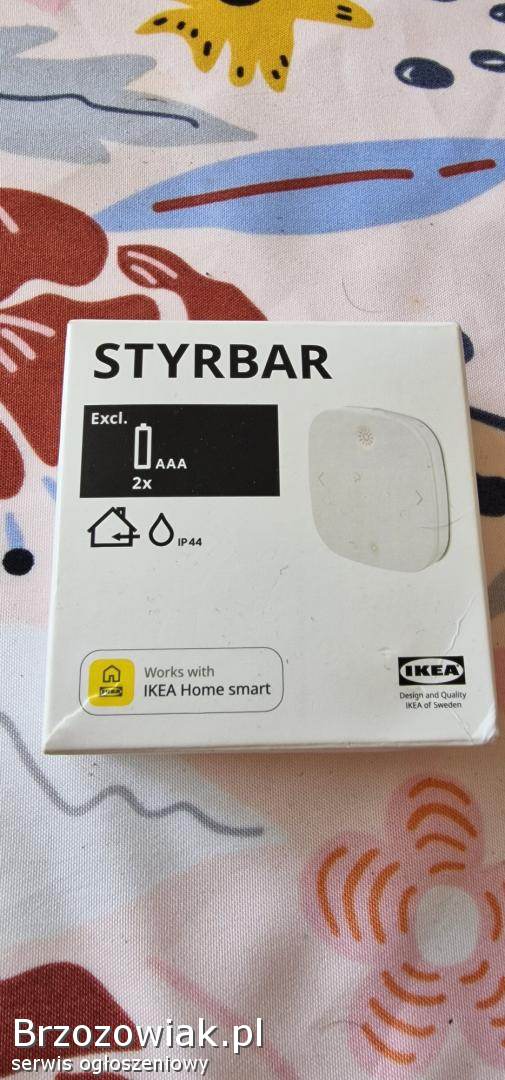 STYRBAR
Excl.
AAA
2x
IP44
Works with
IKEA Home smart
IKEA
Design and Quality
IKEA of Sweden
Brzozowiak.pl
serwis ogłoszeniowy